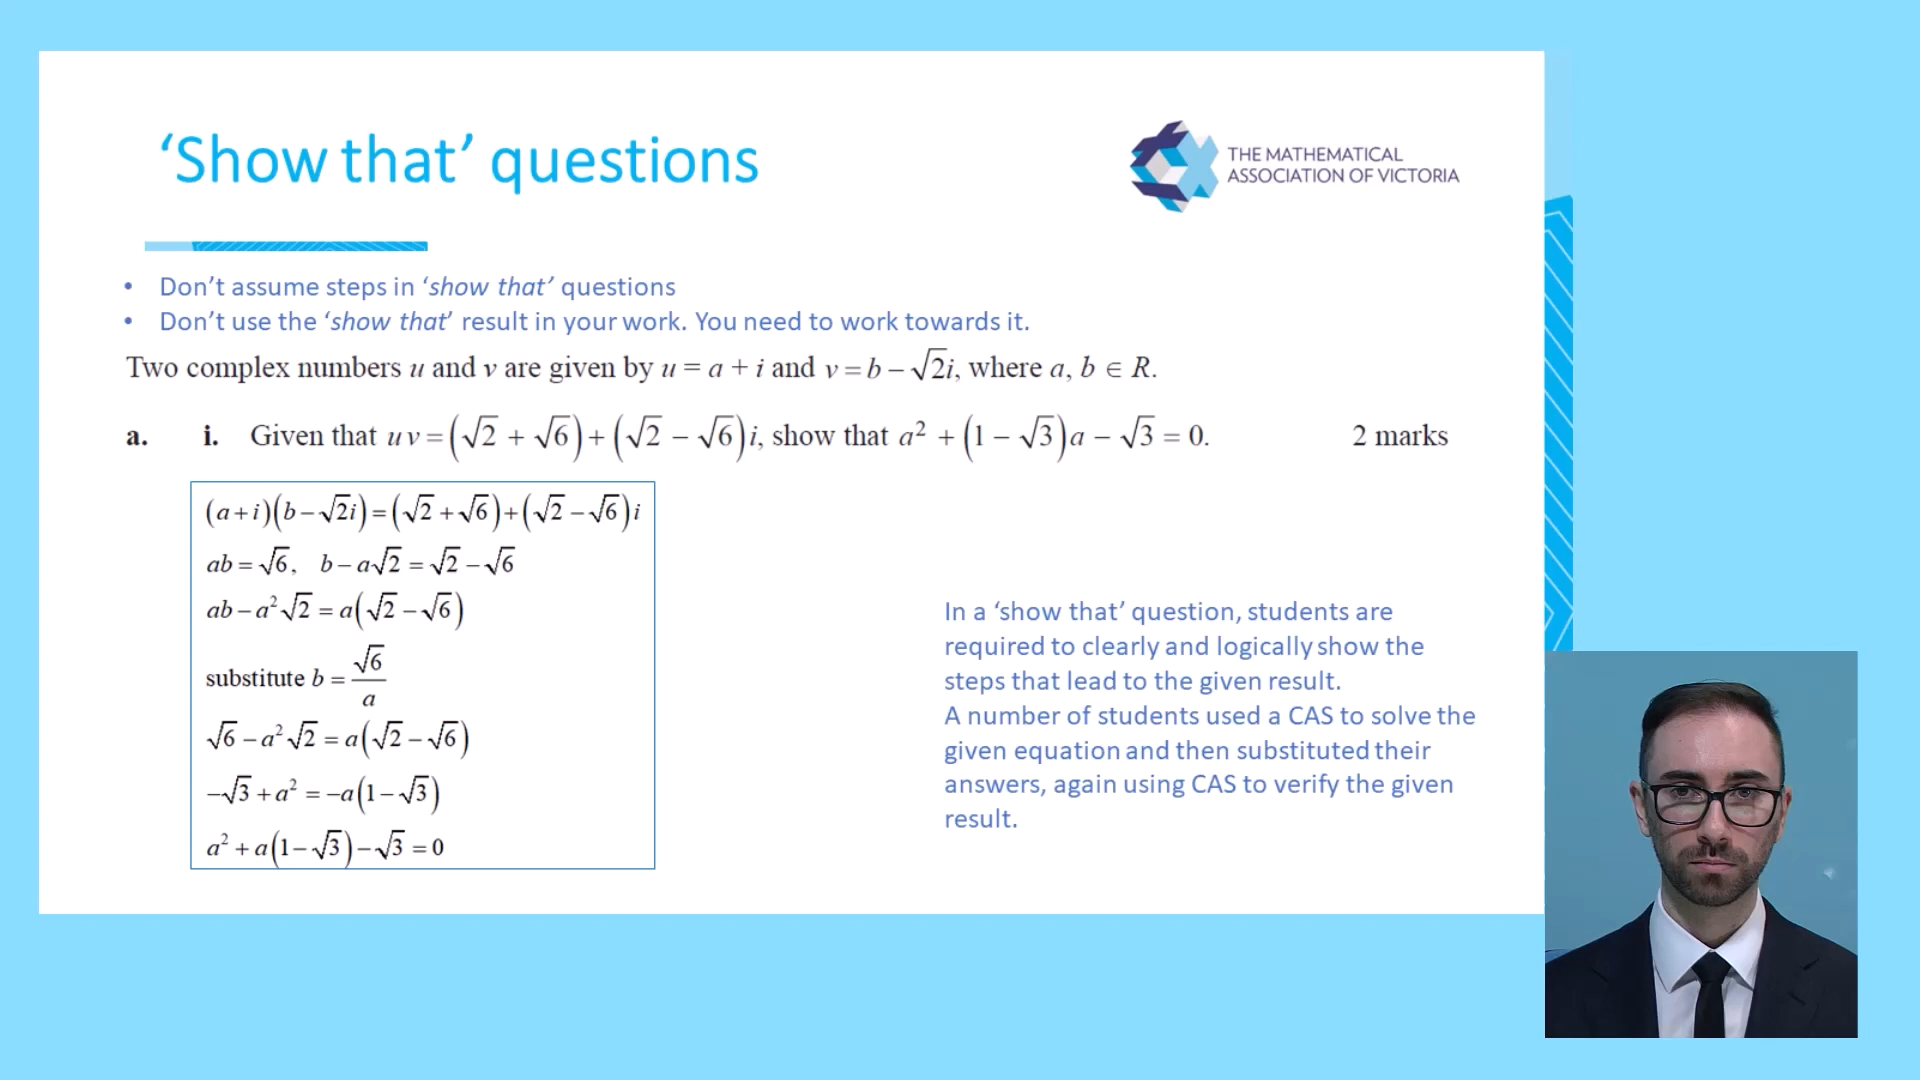 ‘Show that’ questions
THE MATHEMATICAL
ASSOCIATION OF VICTORIA
• Don’t assume steps in ‘show that’ questions
• Don’t use the ‘show that’ result in your work. You need to work towards it.
Two complex numbers u and v are given by u = a + i and v = b − √2i, where a, b ∈ R.
a. i. Given that uv = (√2 + √6) + (√2 − √6)i, show that a² + (1 − √3)a − √3 = 0. 2 marks
(a+i)(b−√2i)=(√2+√6)+(√2−√6)i
ab = √6, b−a√2 = √2−√6
ab−a²√2 = a(√2−√6)
substitute b = √6/a
√6−a²√2 = a(√2−√6)
−√3+a² = −a(1−√3)
a²+a(1−√3)−√3 = 0
In a ‘show that’ question, students are
required to clearly and logically show the
steps that lead to the given result.
A number of students used a CAS to solve the
given equation and then substituted their
answers, again using CAS to verify the given
result.